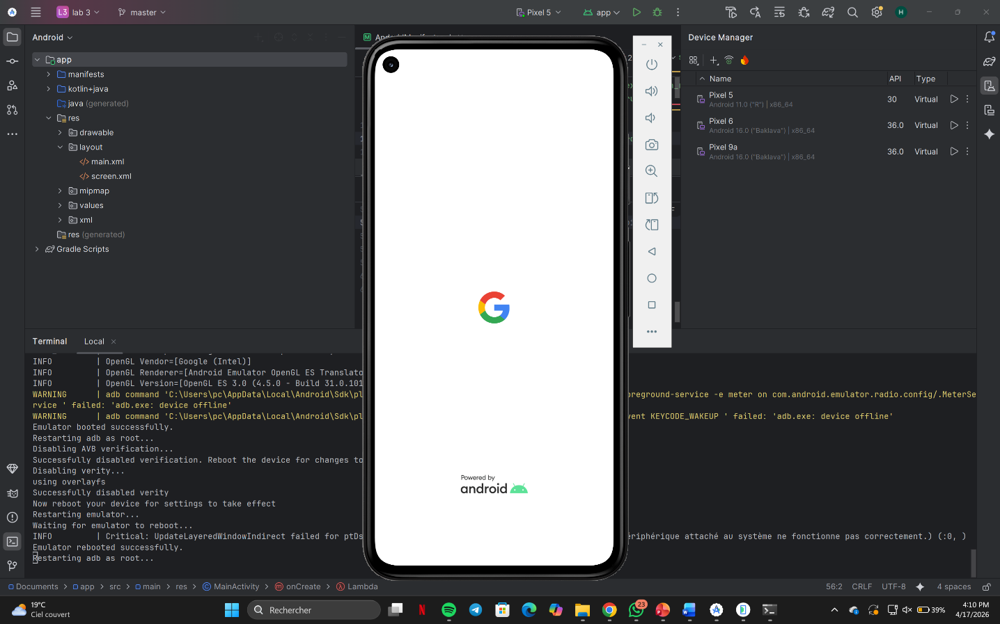 L3 lab 3
master
Pixel 5
app
H
Android
app
manifests
kotlin+java
java (generated)
res
drawable
layout
main.xml
screen.xml
mipmap
values
xml
res (generated)
Gradle Scripts
Powered by
android
Device Manager
Name API Type
Pixel 5
Android 11.0 ("R") | x86_64
30 Virtual
Pixel 6
Android 16.0 ("Baklava") | x86_64
36.0 Virtual
Pixel 9a
Android 16.0 ("Baklava") | x86_64
36.0 Virtual
Terminal Local
INFO | OpenGL Vendor=[Google (Intel)]
INFO | OpenGL Renderer=[Android Emulator OpenGL ES Translato
INFO | OpenGL Version=[OpenGL ES 3.0 (4.5.0 - Build 31.0.101
WARNING | adb command 'C:\Users\pc\AppData\Local\Android\Sdk\pl oreground-service -e meter on com.android.emulator.radio.config/.MeterSe
rvice ' failed: 'adb.exe: device offline'
WARNING | adb command 'C:\Users\pc\AppData\Local\Android\Sdk\pl vent KEYCODE_WAKEUP ' failed: 'adb.exe: device offline'
Emulator booted successfully.
Restarting adb as root...
Disabling AVB verification...
Successfully disabled verification. Reboot the device for changes to
Disabling verity...
using overlayfs
Successfully disabled verity
Now reboot your device for settings to take effect
Restarting emulator...
Waiting for emulator to reboot...
INFO | Critical: UpdateLayeredWindowIndirect failed for ptDs ériphérique attaché au système ne fonctionne pas correctement.) (:0, )
Emulator rebooted successfully.
Restarting adb as root...
Documents > app > src > main > res > MainActivity > onCreate > Lambda
56:2 CRLF UTF-8 4 spaces
19°C
Ciel couvert
Rechercher
23
39%
4:10 PM
4/17/2026